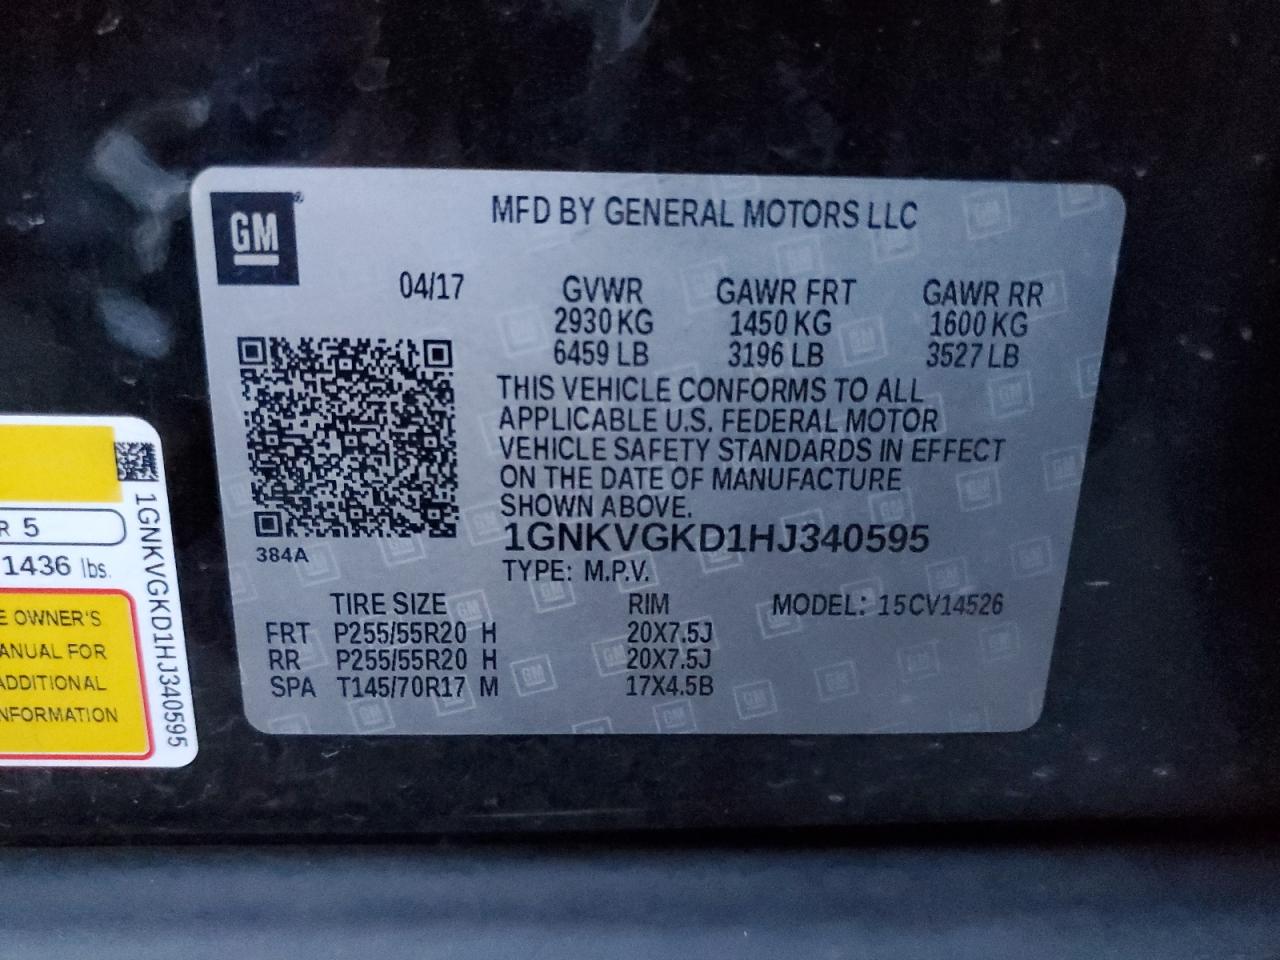 GM
MFD BY GENERAL MOTORS LLC
04/17
GVWR GAWR FRT GAWR RR
2930 KG 1450 KG 1600 KG
6459 LB 3196 LB 3527 LB
THIS VEHICLE CONFORMS TO ALL
APPLICABLE U.S. FEDERAL MOTOR
VEHICLE SAFETY STANDARDS IN EFFECT
ON THE DATE OF MANUFACTURE
SHOWN ABOVE.
384A
1GNKVGKD1HJ340595
TYPE: M.P.V.
TIRE SIZE RIM MODEL: 15CV14526
FRT P255/55R20 H 20X7.5J
RR P255/55R20 H 20X7.5J
SPA T145/70R17 M 17X4.5B
R 5
1436 lbs.
E OWNER'S
ANUAL FOR
ADDITIONAL
NFORMATION
1GNKVGKD1HJ340595